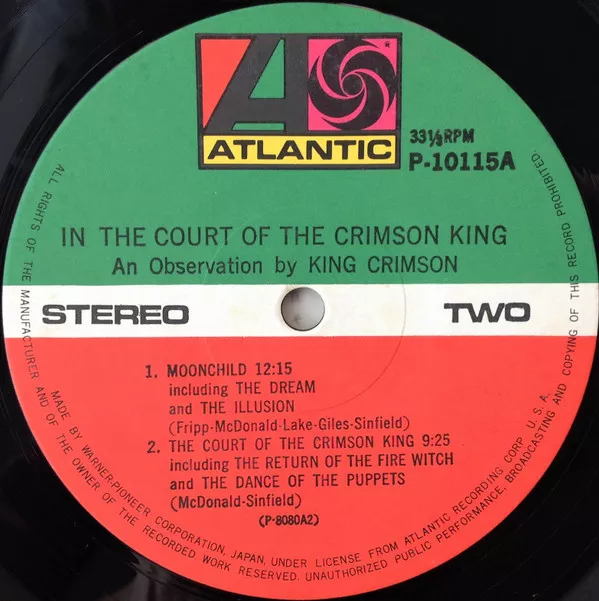 ATLANTIC
®
33⅓RPM
P-10115A
IN THE COURT OF THE CRIMSON KING
An Observation by KING CRIMSON
STEREO
TWO
1. MOONCHILD 12:15
including THE DREAM
and THE ILLUSION
(Fripp-McDonald-Lake-Giles-Sinfield)
2. THE COURT OF THE CRIMSON KING 9:25
including THE RETURN OF THE FIRE WITCH
and THE DANCE OF THE PUPPETS
(McDonald-Sinfield)
(P-8080A2)
MADE BY WARNER-PIONEER CORPORATION, JAPAN, UNDER LICENSE FROM ATLANTIC RECORDING CORP. U.S.A.
ALL RIGHTS OF THE MANUFACTURER AND OF THE OWNER OF THE RECORDED WORK RESERVED. UNAUTHORIZED PUBLIC PERFORMANCE, BROADCASTING AND COPYING OF THIS RECORD PROHIBITED.